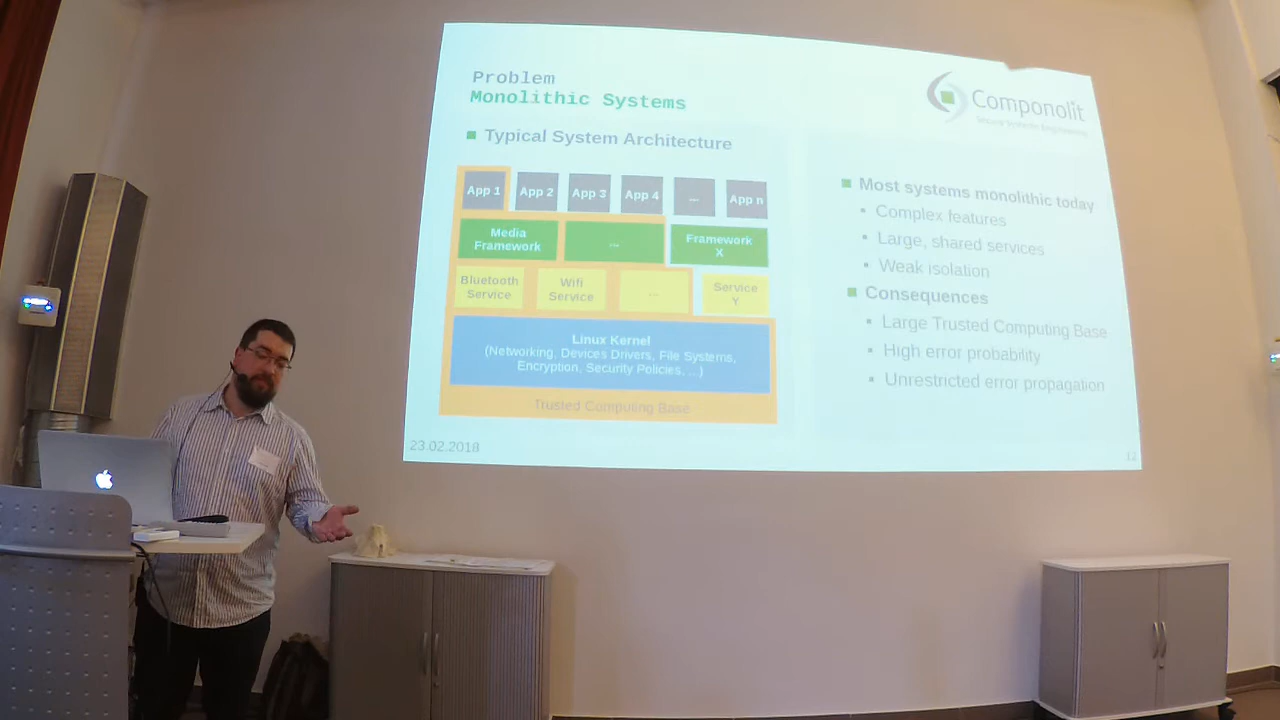 Problem
Monolithic Systems
Componolit
Typical System Architecture
App 1
App 2
App 3
App 4
...
App n
Media
Framework
...
Framework
X
Bluetooth
Service
Wifi
Service
...
Service
Y
Linux Kernel
(Networking, Devices Drivers, File Systems,
Encryption, Security Policies, ...)
Trusted Computing Base
Most systems monolithic today
Complex features
Large, shared services
Weak isolation
Consequences
Large Trusted Computing Base
High error probability
Unrestricted error propagation
23.02.2018
12